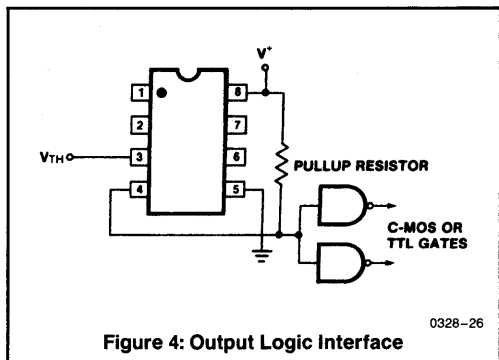 V+
1
8
2
7
VTH
3
6
PULLUP RESISTOR
4
5
C-MOS OR
TTL GATES
0328-26
Figure 4: Output Logic Interface